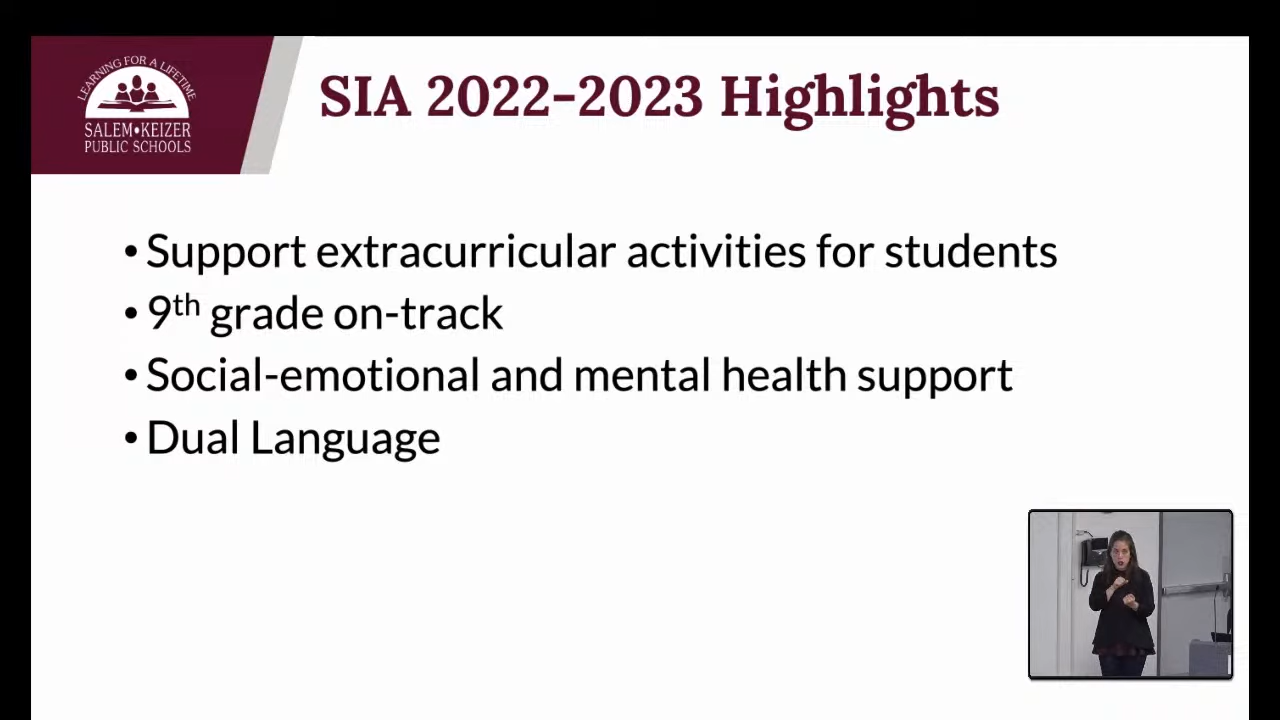 LEARNING FOR A LIFETIME
SALEM•KEIZER
PUBLIC SCHOOLS
SIA 2022-2023 Highlights
• Support extracurricular activities for students
• 9th grade on-track
• Social-emotional and mental health support
• Dual Language